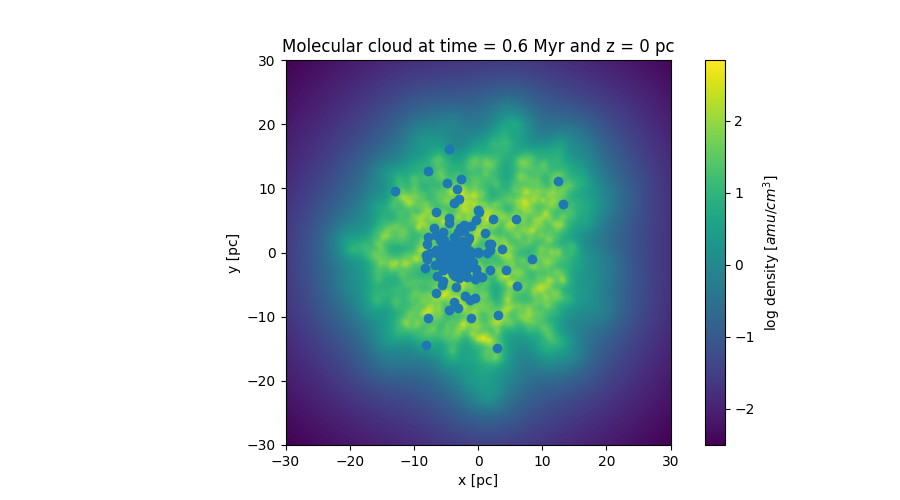 Molecular cloud at time = 0.6 Myr and z = 0 pc
30
20
10
0
−10
−20
−30
y [pc]
−30 −20 −10 0 10 20 30
x [pc]
2
1
0
−1
−2
log density [amu/cm³]